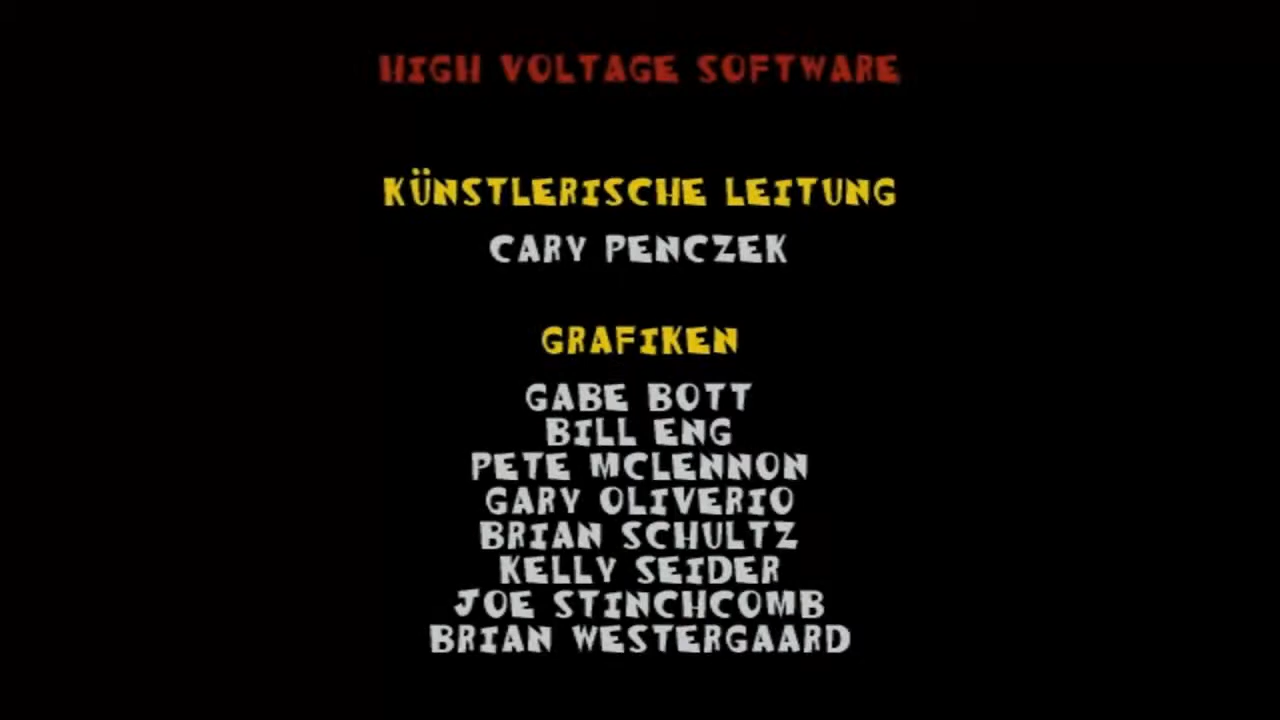 HIGH VOLTAGE SOFTWARE
KÜNSTLERISCHE LEITUNG
CARY PENCZEK
GRAFIKEN
GABE BOTT
BILL ENG
PETE MCLENNON
GARY OLIVERIO
BRIAN SCHULTZ
KELLY SEIDER
JOE STINCHCOMB
BRIAN WESTERGAARD